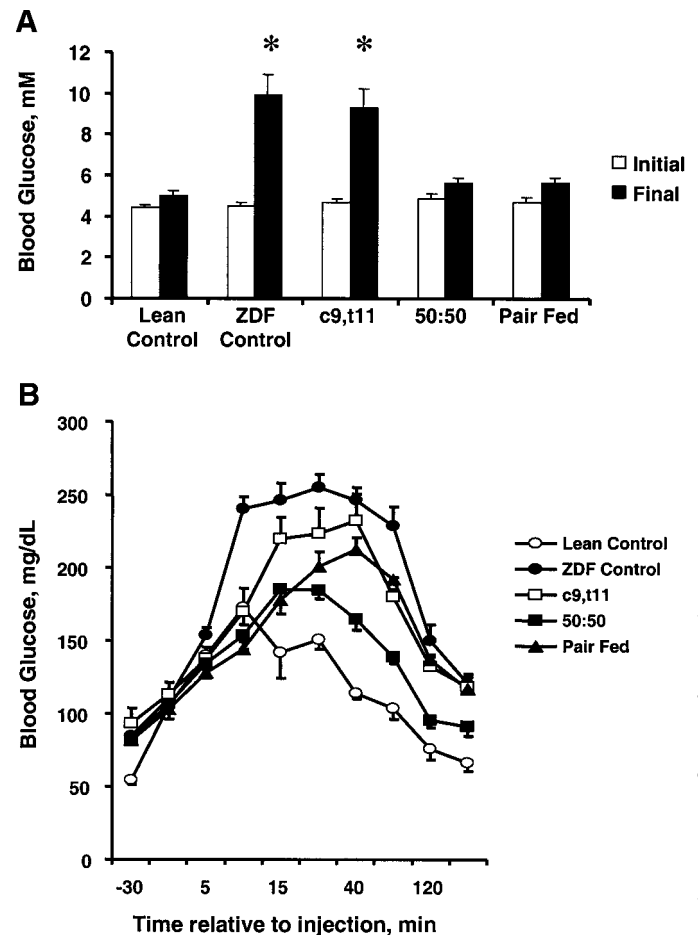 A
Blood Glucose, mM
12
10
8
6
4
2
0
*
*
Initial
Final
Lean
Control
ZDF
Control
c9,t11
50:50
Pair Fed
B
Blood Glucose, mg/dL
300
250
200
150
100
50
0
Lean Control
ZDF Control
c9,t11
50:50
Pair Fed
-30
5
15
40
120
Time relative to injection, min